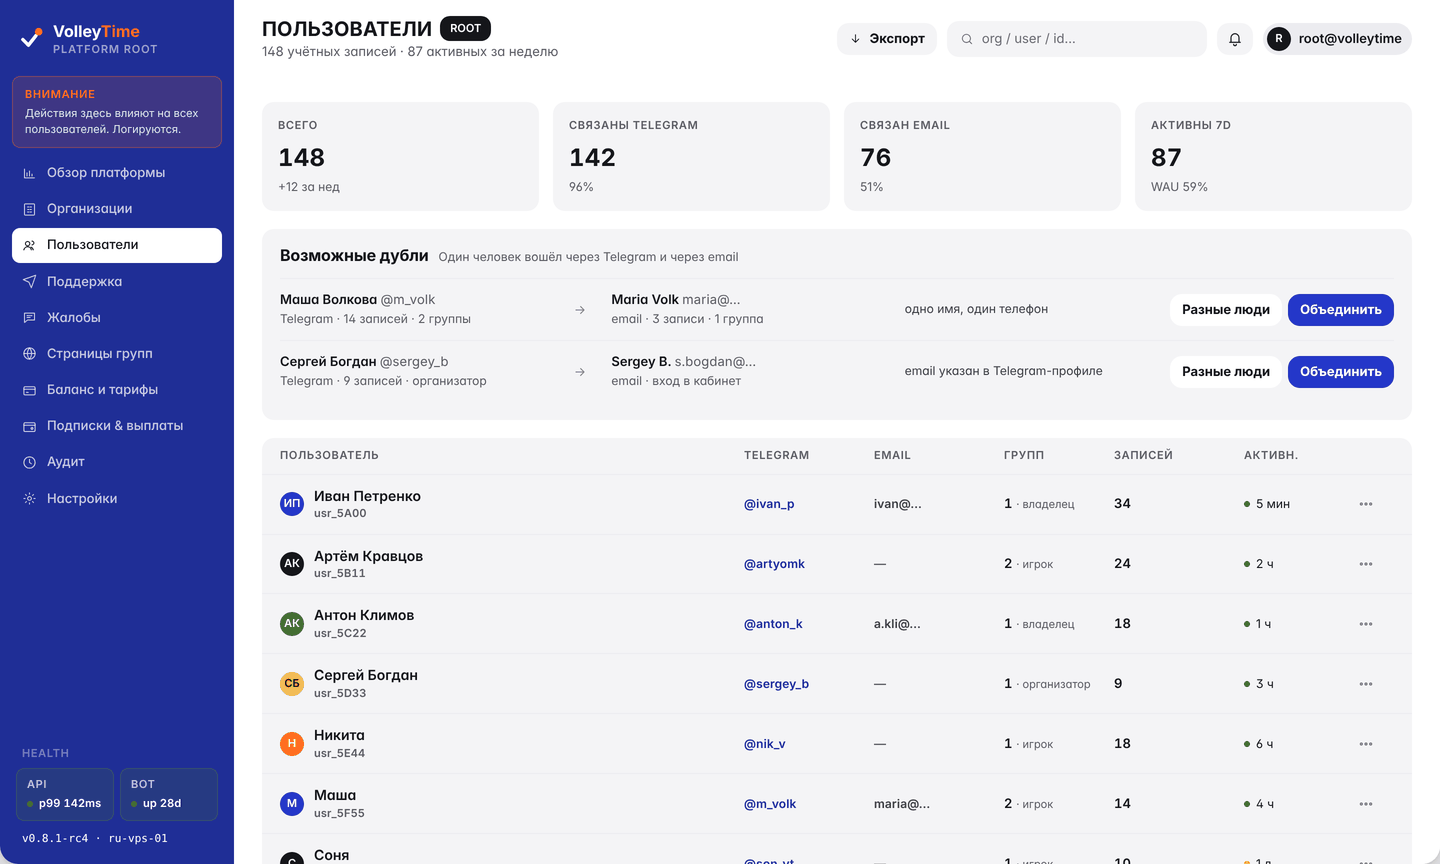 VolleyTime
PLATFORM ROOT
ВНИМАНИЕ
Действия здесь влияют на всех
пользователей. Логируются.
Обзор платформы
Организации
Пользователи
Поддержка
Жалобы
Страницы групп
Баланс и тарифы
Подписки & выплаты
Аудит
Настройки
HEALTH
API
p99 142ms
BOT
up 28d
v0.8.1-rc4 · ru-vps-01
ПОЛЬЗОВАТЕЛИ ROOT
148 учётных записей · 87 активных за неделю
↓ Экспорт
org / user / id...
R root@volleytime
ВСЕГО
148
+12 за нед
СВЯЗАНЫ TELEGRAM
142
96%
СВЯЗАН EMAIL
76
51%
АКТИВНЫ 7D
87
WAU 59%
Возможные дубли Один человек вошёл через Telegram и через email
Маша Волкова @m_volk
Telegram · 14 записей · 2 группы
→
Maria Volk maria@...
email · 3 записи · 1 группа
одно имя, один телефон
Разные люди Объединить
Сергей Богдан @sergey_b
Telegram · 9 записей · организатор
→
Sergey B. s.bogdan@...
email · вход в кабинет
email указан в Telegram-профиле
Разные люди Объединить
ПОЛЬЗОВАТЕЛЬ TELEGRAM EMAIL ГРУПП ЗАПИСЕЙ АКТИВН.
ИП Иван Петренко @ivan_p ivan@... 1 · владелец 34 5 мин
usr_5A00
АК Артём Кравцов @artyomk — 2 · игрок 24 2 ч
usr_5B11
АК Антон Климов @anton_k a.kli@... 1 · владелец 18 1 ч
usr_5C22
СБ Сергей Богдан @sergey_b — 1 · организатор 9 3 ч
usr_5D33
Н Никита @nik_v — 1 · игрок 18 6 ч
usr_5E44
М Маша @m_volk maria@... 2 · игрок 14 4 ч
usr_5F55
Соня